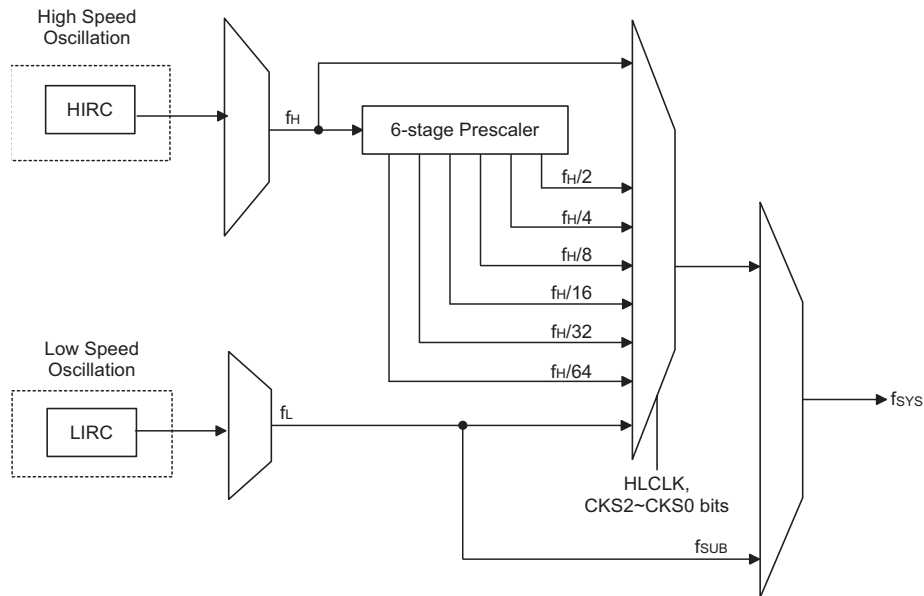 High Speed
Oscillation
HIRC
fH
6-stage Prescaler
fH/2
fH/4
fH/8
fH/16
fH/32
fH/64
Low Speed
Oscillation
LIRC
fL
HLCLK,
CKS2~CKS0 bits
fSUB
fSYS